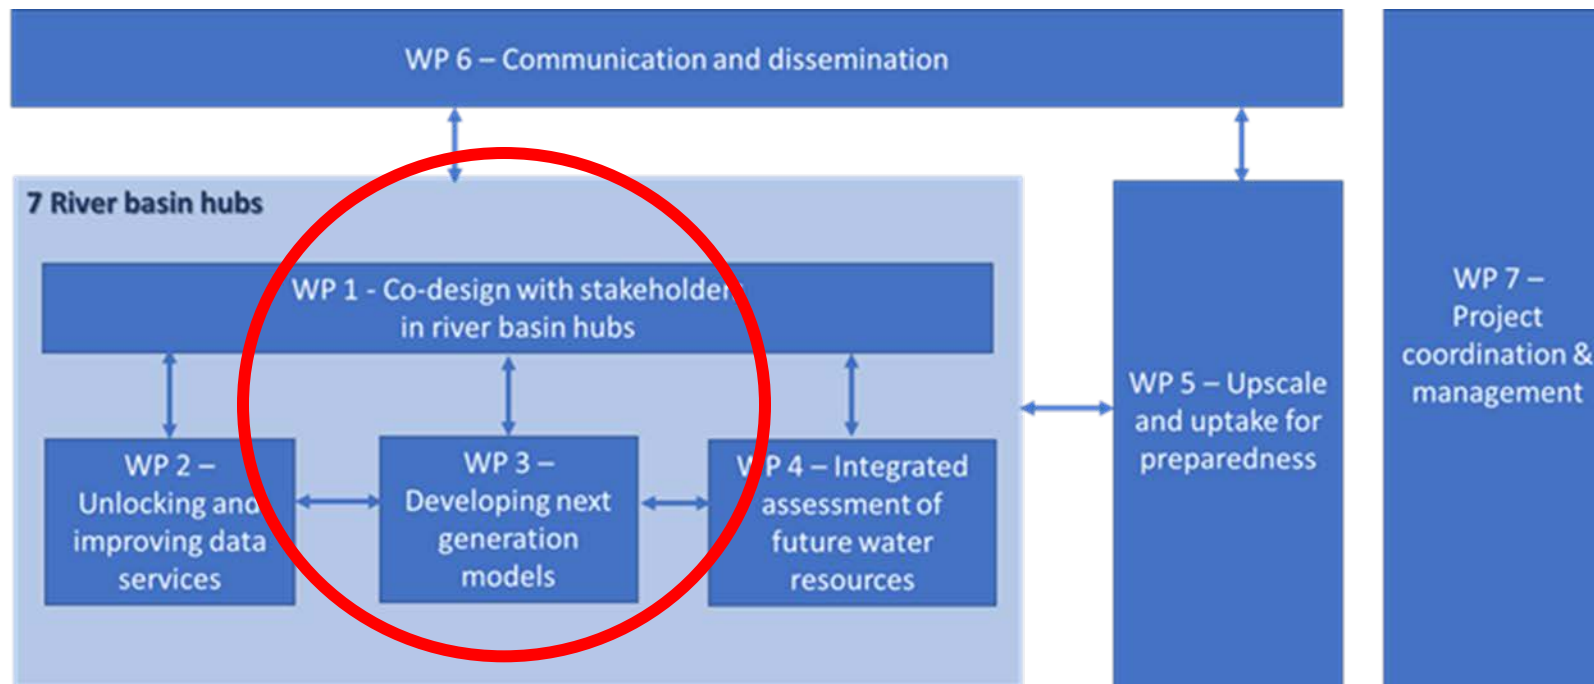 WP 6 – Communication and dissemination
7 River basin hubs
WP 1 - Co-design with stakeholders
in river basin hubs
WP 2 –
Unlocking and
improving data
services
WP 3 –
Developing next
generation
models
WP 4 – Integrated
assessment of
future water
resources
WP 5 – Upscale
and uptake for
preparedness
WP 7 –
Project
coordination &
management